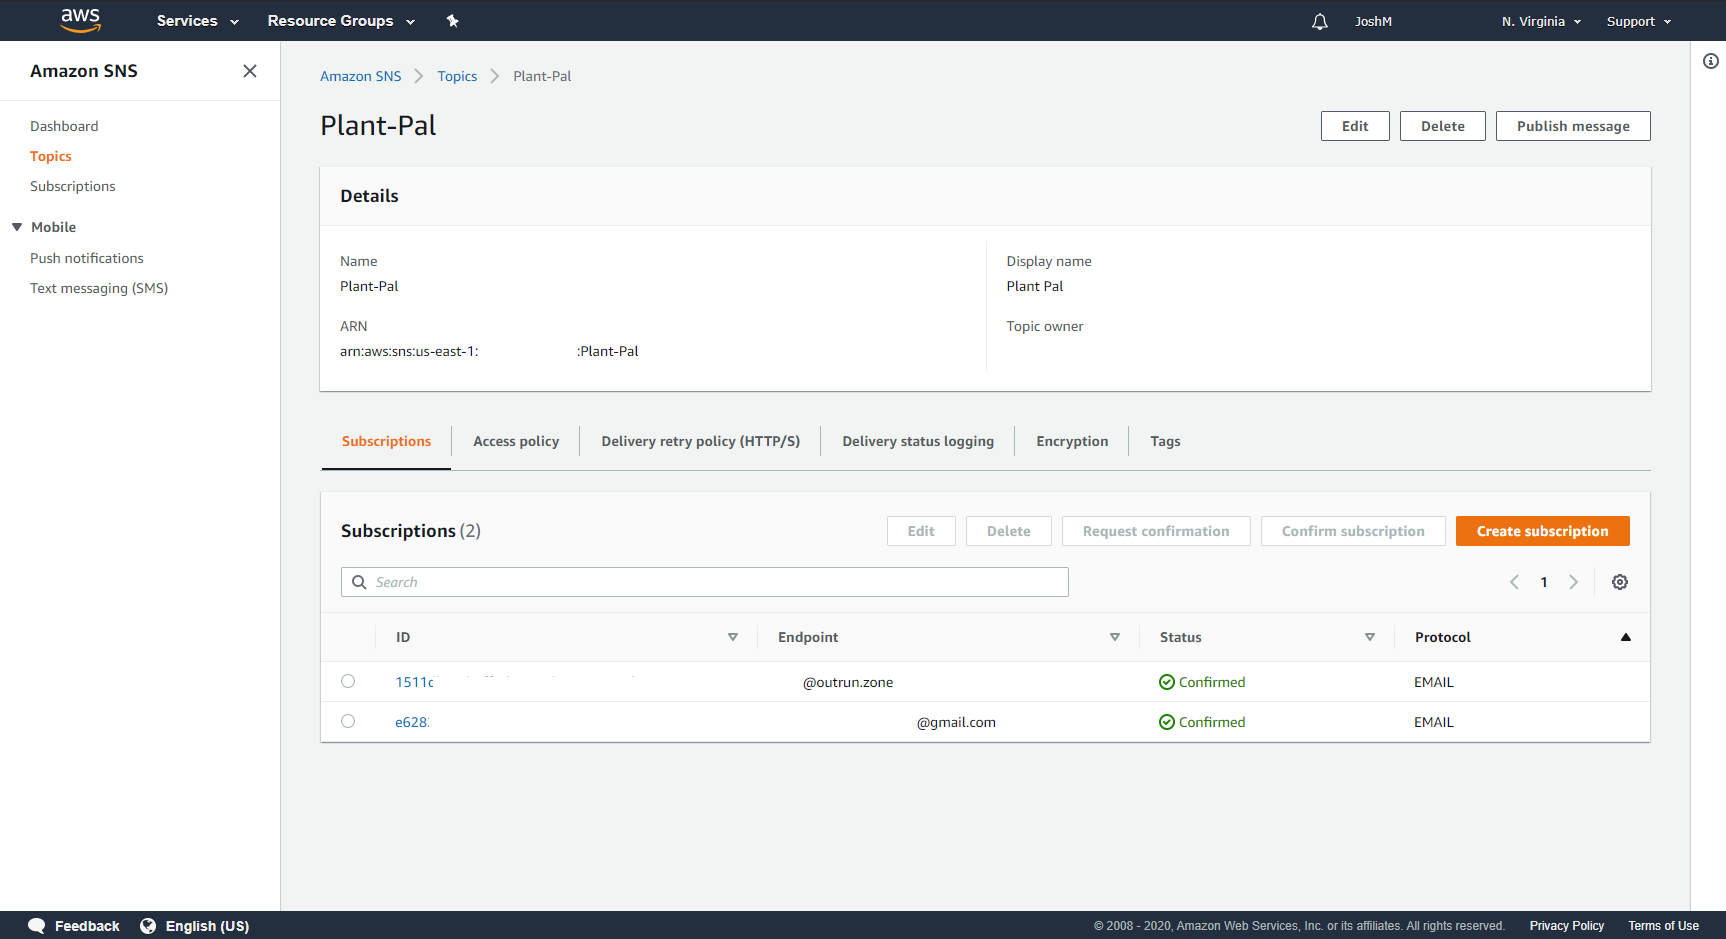 aws Services Resource Groups JoshM N. Virginia Support
Amazon SNS
Dashboard
Topics
Subscriptions
Mobile
Push notifications
Text messaging (SMS)
Amazon SNS Topics Plant-Pal
Plant-Pal
Edit Delete Publish message
Details
Name
Plant-Pal
ARN
arn:aws:sns:us-east-1: :Plant-Pal
Display name
Plant Pal
Topic owner
Subscriptions Access policy Delivery retry policy (HTTP/S) Delivery status logging Encryption Tags
Subscriptions (2)
Edit Delete Request confirmation Confirm subscription Create subscription
Search
1
ID Endpoint Status Protocol
@outrun.zone Confirmed EMAIL
e628 @gmail.com Confirmed EMAIL
Feedback English (US) © 2008 - 2020, Amazon Web Services, Inc. or its affiliates. All rights reserved. Privacy Policy Terms of Use